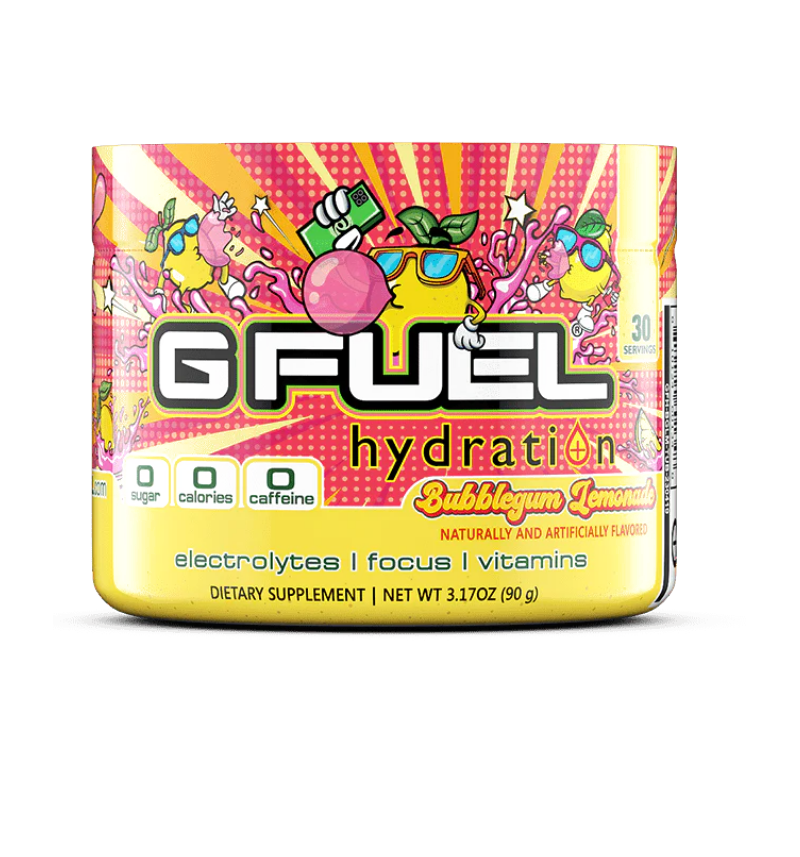 G FUEL®
30
SERVINGS
hydration
0 sugar
0 calories
0 caffeine
Bubblegum Lemonade
NATURALLY AND ARTIFICIALLY FLAVORED
electrolytes | focus | vitamins
DIETARY SUPPLEMENT | NET WT 3.17OZ (90 g)
.com